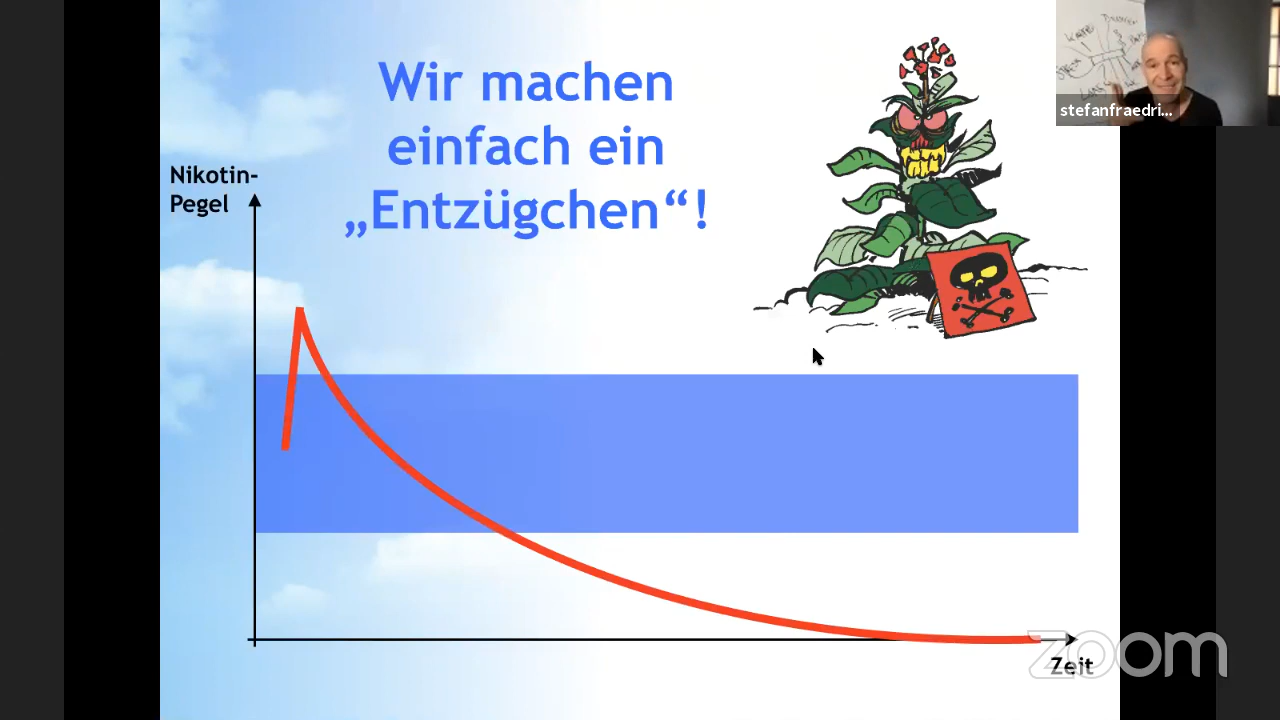 Wir machen
einfach ein
„Entzügchen“!
Nikotin-
Pegel
Zeit
stefanfraedri...
zoom